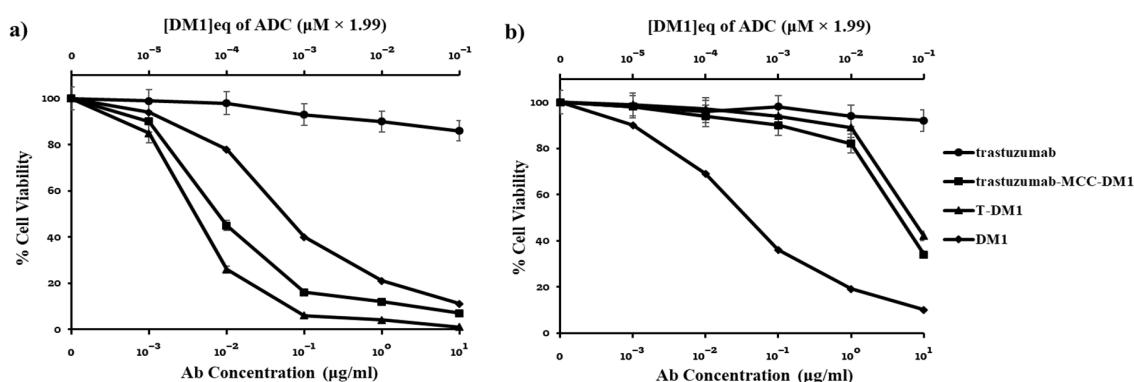 a)
[DM1]eq of ADC (µM × 1.99)
0 10⁻⁵ 10⁻⁴ 10⁻³ 10⁻² 10⁻¹
120
100
80
60
40
20
0
% Cell Viability
0 10⁻³ 10⁻² 10⁻¹ 10⁰ 10¹
Ab Concentration (µg/ml)
b)
[DM1]eq of ADC (µM × 1.99)
0 10⁻⁵ 10⁻⁴ 10⁻³ 10⁻² 10⁻¹
120
100
80
60
40
20
0
% Cell Viability
0 10⁻³ 10⁻² 10⁻¹ 10⁰ 10¹
Ab Concentration (µg/ml)
trastuzumab
trastuzumab-MCC-DM1
T-DM1
DM1